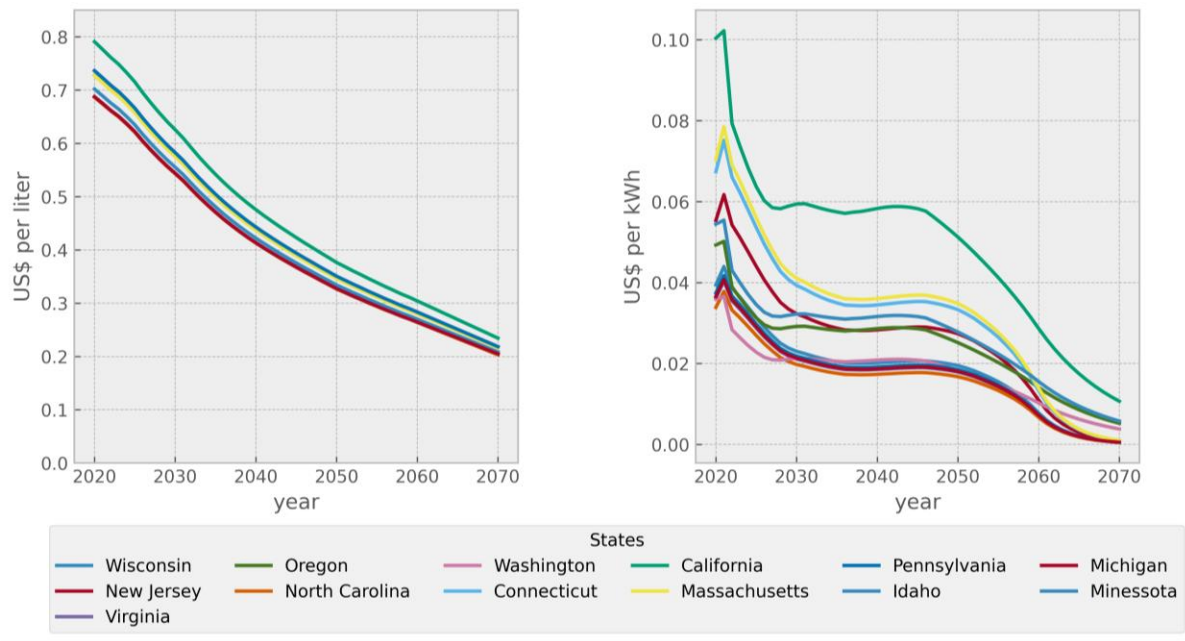 0.8
0.7
0.6
0.5
0.4
0.3
0.2
0.1
0.0
US$ per liter
2020 2030 2040 2050 2060 2070
year
0.10
0.08
0.06
0.04
0.02
0.00
US$ per kWh
2020 2030 2040 2050 2060 2070
year
States
Wisconsin Oregon Washington California Pennsylvania Michigan
New Jersey North Carolina Connecticut Massachusetts Idaho Minessota
Virginia